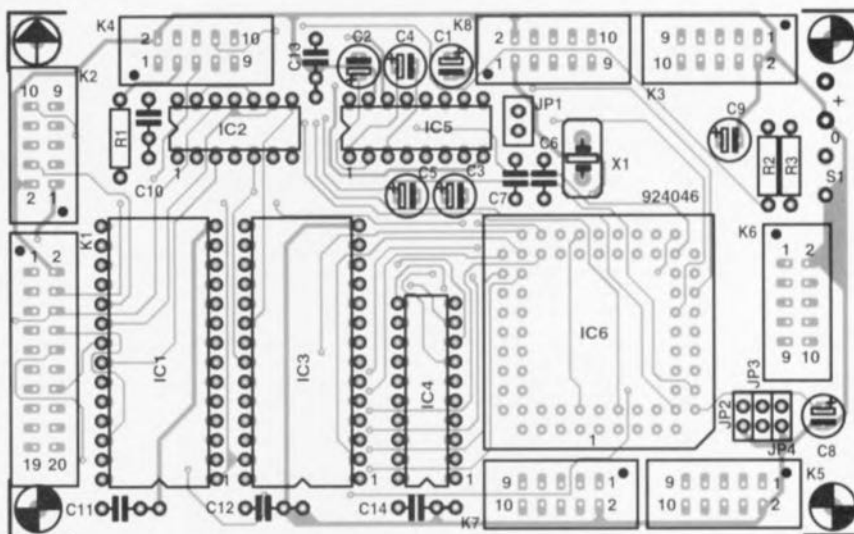 K4
2 10
1 9
C13
C2
C4
C1
K8
2 10
1 9
9 1
10 2
K3
K2
10 9
2 1
R1
C10
IC2
1
IC5
1
JP1
C6
C7
X1
C9
+
0
S1
R2
R3
C5
C3
924046
K6
1 2
9 10
K1
1 2
19 20
IC1
1
IC3
1
IC4
1
IC6
1
JP3
JP2
JP4
C8
C11
C12
C14
K7
9 1
10 2
9 1
10 2
K5